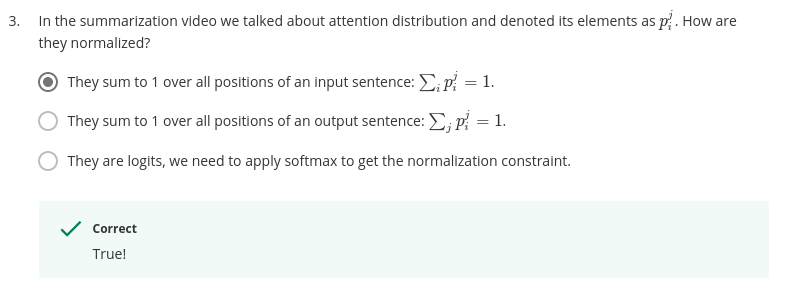 3. In the summarization video we talked about attention distribution and denoted its elements as $p_i^j$. How are
they normalized?
They sum to 1 over all positions of an input sentence: $\sum_i p_i^j = 1$.
They sum to 1 over all positions of an output sentence: $\sum_j p_i^j = 1$.
They are logits, we need to apply softmax to get the normalization constraint.
Correct
True!